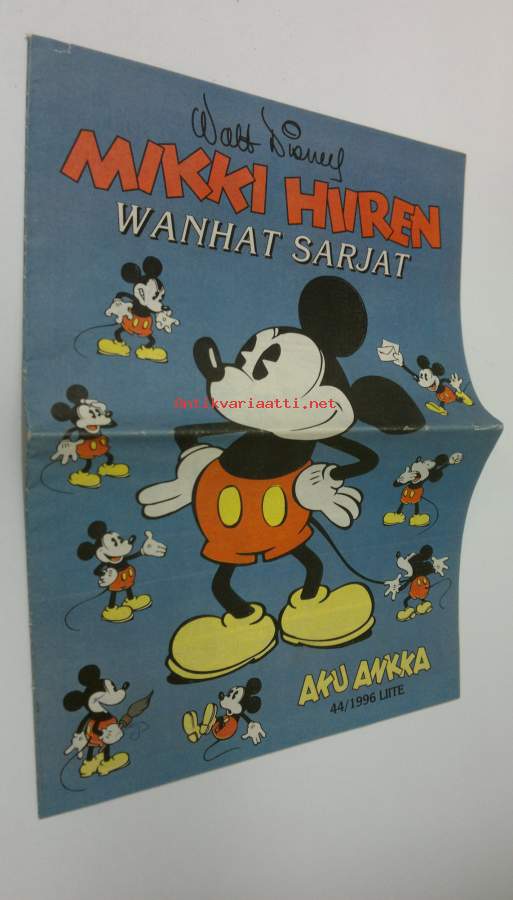 Walt Disney
MIKKI HIIREN
WANHAT SARJAT
Antikvariaatti.net
AKU ANKKA
44/1996 LIITE